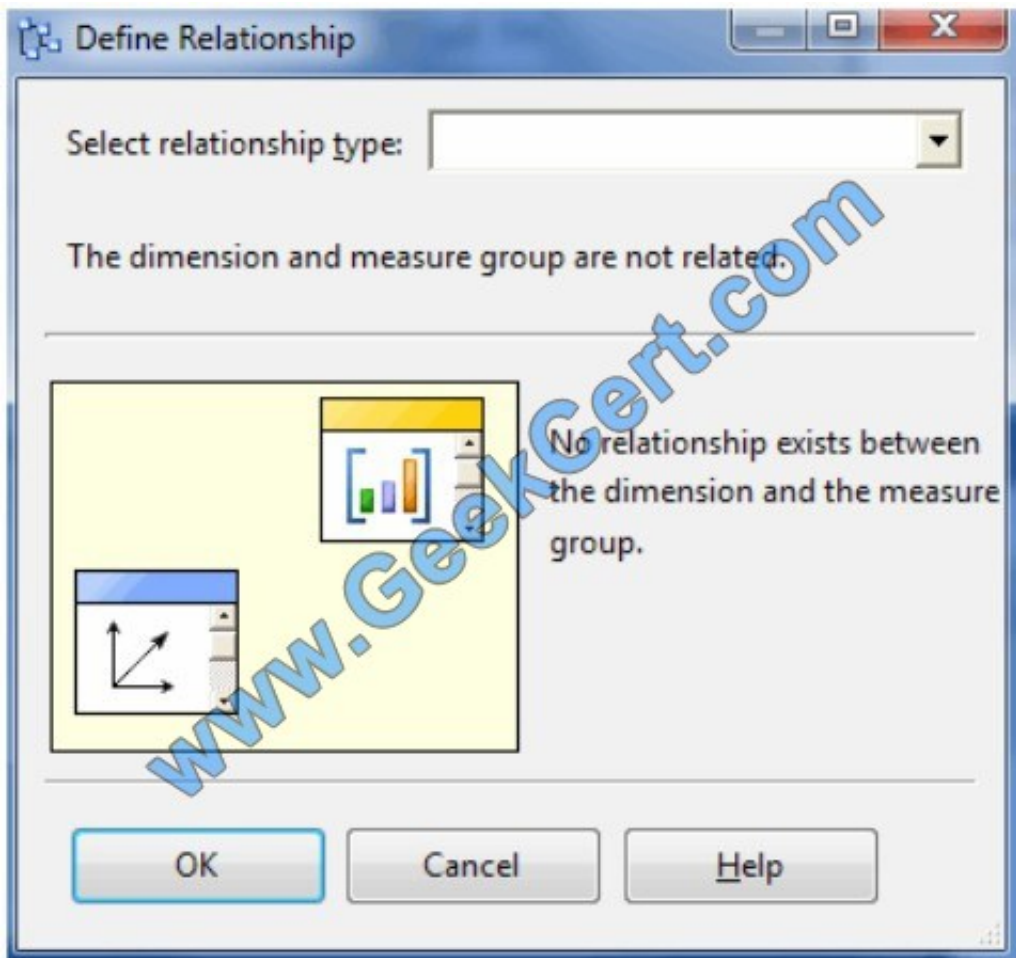 Define Relationship
Select relationship type:
The dimension and measure group are not related.
No relationship exists between
the dimension and the measure
group.
www.GeekCert.com
OK
Cancel
Help